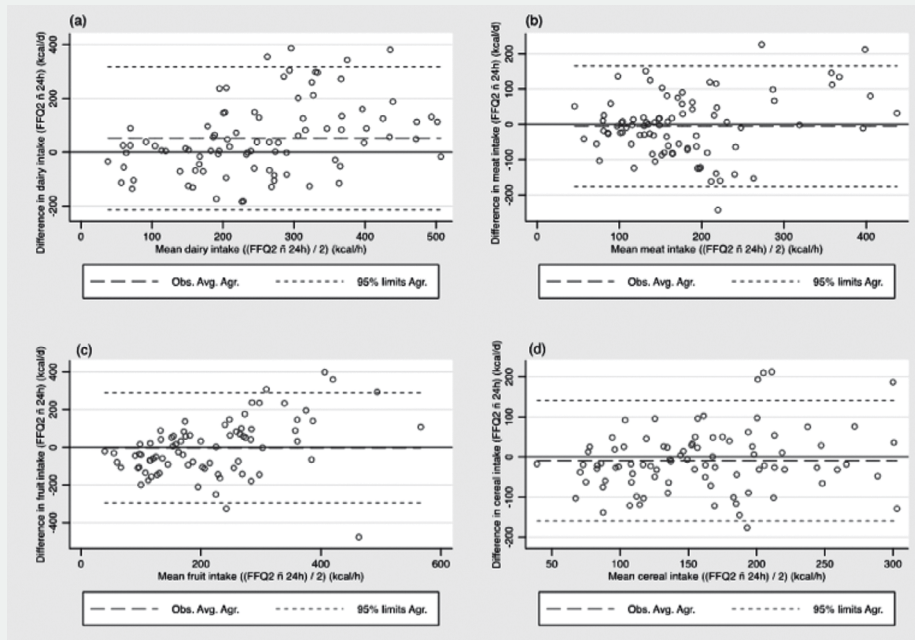 (a)
Difference in dairy intake (FFQ2 ñ 24h) (kcal/d)
400
200
0
-200
0 100 200 300 400 500
Mean dairy intake ((FFQ2 ñ 24h) / 2) (kcal/h)
Obs. Avg. Agr. 95% limits Agr.
(b)
Difference in meat intake (FFQ2 ñ 24h) (kcal/d)
200
100
0
-100
-200
0 100 200 300 400
Mean meat intake ((FFQ2 ñ 24h) / 2) (kcal/h)
Obs. Avg. Agr. 95% limits Agr.
(c)
Difference in fruit intake (FFQ2 ñ 24h) (kcal/d)
400
200
0
-200
-400
0 200 400 600
Mean fruit intake ((FFQ2 ñ 24h) / 2) (kcal/h)
Obs. Avg. Agr. 95% limits Agr.
(d)
Difference in cereal intake (FFQ2 ñ 24h) (kcal/d)
200
100
0
-100
-200
50 100 150 200 250 300
Mean cereal intake ((FFQ2 ñ 24h) / 2) (kcal/h)
Obs. Avg. Agr. 95% limits Agr.